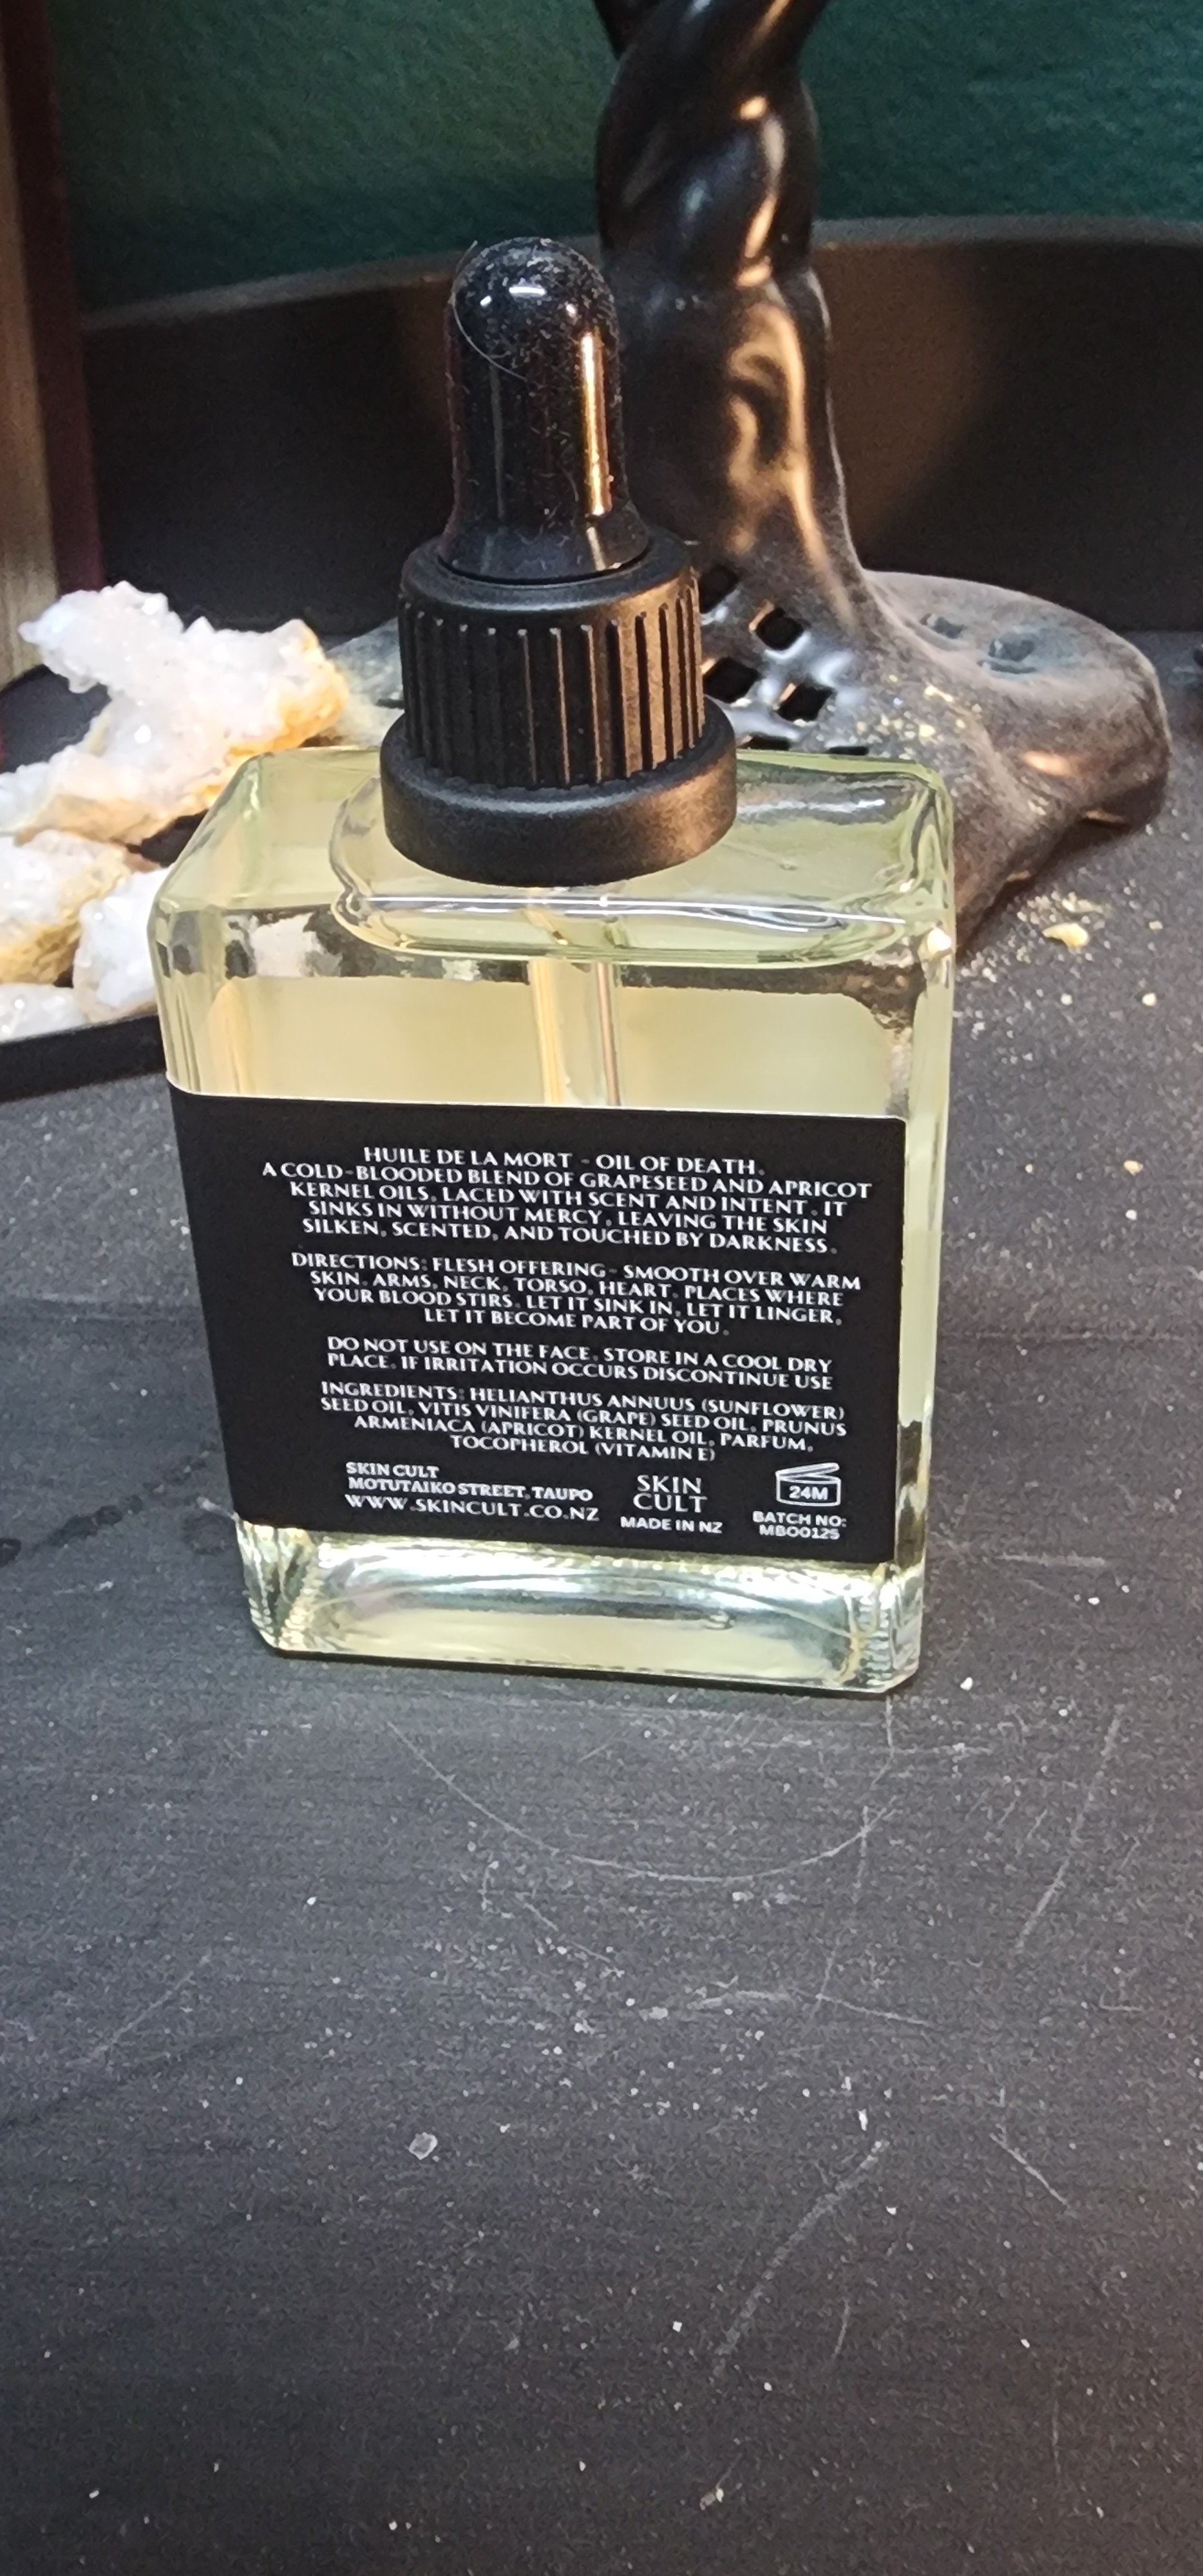 HUILE DE LA MORT - OIL OF DEATH.
A COLD-BLOODED BLEND OF GRAPESEED AND APRICOT
KERNEL OILS, LACED WITH SCENT AND INTENT. IT
SINKS IN WITHOUT MERCY, LEAVING THE SKIN
SILKEN, SCENTED, AND TOUCHED BY DARKNESS.
DIRECTIONS: FLESH OFFERING- SMOOTH OVER WARM
SKIN. ARMS, NECK, TORSO, HEART. PLACES WHERE
YOUR BLOOD STIRS. LET IT SINK IN, LET IT LINGER,
LET IT BECOME PART OF YOU.
DO NOT USE ON THE FACE. STORE IN A COOL DRY
PLACE. IF IRRITATION OCCURS DISCONTINUE USE
INGREDIENTS: HELIANTHUS ANNUUS (SUNFLOWER)
SEED OIL, VITIS VINIFERA (GRAPE) SEED OIL, PRUNUS
ARMENIACA (APRICOT) KERNEL OIL, PARFUM,
TOCOPHEROL (VITAMIN E)
SKIN CULT
MOTUTAIKO STREET, TAUPO
WWW.SKINCULT.CO.NZ
SKIN
CULT
MADE IN NZ
24M
BATCH NO:
MBO0125